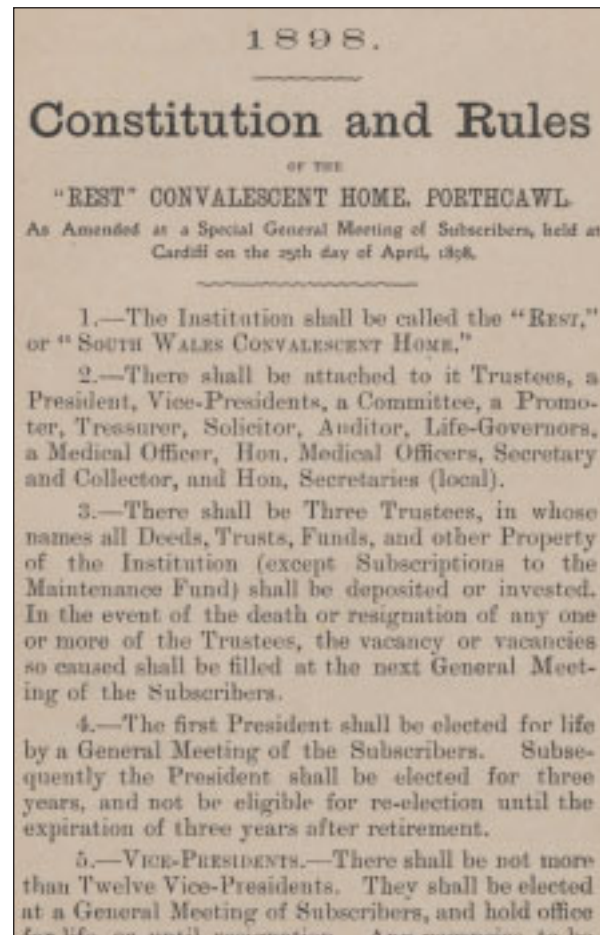 1898.
Constitution and Rules
OF THE
"REST" CONVALESCENT HOME, PORTHCAWL
As Amended at a Special General Meeting of Subscribers, held at
Cardiff on the 25th day of April, 1898.
1.—The Institution shall be called the "REST,"
or "SOUTH WALES CONVALESCENT HOME."
2.—There shall be attached to it Trustees, a
President, Vice-Presidents, a Committee, a Promo-
ter, Treasurer, Solicitor, Auditor, Life-Governors,
a Medical Officer, Hon. Medical Officers, Secretary
and Collector, and Hon. Secretaries (local).
3.—There shall be Three Trustees, in whose
names all Deeds, Trusts, Funds, and other Property
of the Institution (except Subscriptions to the
Maintenance Fund) shall be deposited or invested.
In the event of the death or resignation of any one
or more of the Trustees, the vacancy or vacancies
so caused shall be filled at the next General Meet-
ing of the Subscribers.
4.—The first President shall be elected for life
by a General Meeting of the Subscribers. Subse-
quently the President shall be elected for three
years, and not be eligible for re-election until the
expiration of three years after retirement.
5.—VICE-PRESIDENTS.—There shall be not more
than Twelve Vice-Presidents. They shall be elected
at a General Meeting of Subscribers, and hold office
for life, or until